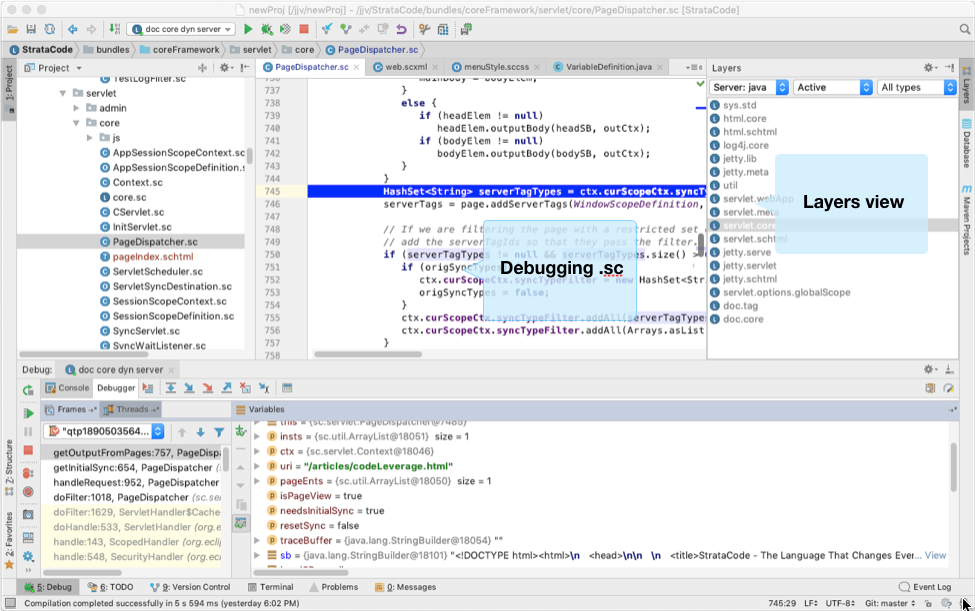 newProj [/jjv/newProj] - /jjv/StrataCode/bundles/coreFramework/servlet/core/PageDispatcher.sc [StrataCode]
doc core dyn server
StrataCode bundles coreFramework servlet core PageDispatcher.sc
Project
PageDispatcher.sc web.scxml menuStyle.sccss VariableDefinition.java
Layers
Server: java Active All types
1: Project
TestLogFilter.sc
servlet
admin
core
js
AppSessionScopeContext.sc
AppSessionScopeDefinition.s
Context.sc
core.sc
CServlet.sc
InitServlet.sc
PageDispatcher.sc
pageIndex.schtml
ServletScheduler.sc
ServletSyncDestination.sc
SessionScopeContext.sc
SessionScopeDefinition.sc
SyncServlet.sc
SyncWaitListener.sc
736 mainBody = bodyElem;
737 }
738 else {
739 if (headElem != null)
740 headElem.outputBody(headSB, outCtx);
741 if (bodyElem != null)
742 bodyElem.outputBody(bodySB, outCtx);
743 }
744 }
745 HashSet<String> serverTagTypes = ctx.curScopeCtx.syncT
746 serverTags = page.addServerTags(WindowScopeDefinition,
747
748 // If we are filtering the page with a restricted set
749 // add the serverTagIds so that they pass the filter.
750 if (serverTagTypes != null && serverTagTypes.size() >
751 if (origSyncTypes
752 ctx.curScopeCtx.syncTypeFilter = new HashSet<Str
753 origSyncTypes = false;
754 }
755 ctx.curScopeCtx.syncTypeFilter.addAll(serverTagTypes
756 ctx.curScopeCtx.syncTypeFilter.addAll(Arrays.asList
757 }
758
Debugging .sc
sys.std
html.core
html.schtml
log4j.core
jetty.lib
jetty.meta
util
servlet.webApp
servlet.meta
servlet.core
servlet.schtml
jetty.serve
jetty.servlet
jetty.schtml
servlet.options.globalScope
doc.tag
doc.core
Layers view
Layers
Database
Maven Projects
Debug: doc core dyn server
Console Debugger
Frames Threads
"qtp1890503564...
getOutputFromPages:757, PageDispa
getInitialSync:654, PageDispatcher (
handleRequest:952, PageDispatcher
doFilter:1018, PageDispatcher (sc.ser
doFilter:1629, ServletHandler$Cache
doHandle:533, ServletHandler (org.e
handle:143, ScopedHandler (org.ecli
handle:548, SecurityHandler (org.ec
Variables
this = {sc.servlet.PageDispatcher@7485}
insts = {sc.util.ArrayList@18051} size = 1
ctx = {sc.servlet.Context@18046}
uri = "/articles/codeLeverage.html"
pageEnts = {sc.util.ArrayList@18050} size = 1
isPageView = true
needsInitialSync = true
resetSync = false
traceBuffer = {java.lang.StringBuilder@18054} ""
sb = {java.lang.StringBuilder@18101} "<!DOCTYPE html><html>\n <head>\n\n \n <title>StrataCode - The Language That Changes Ever... View
7: Structure
2: Favorites
5: Debug 6: TODO 9: Version Control Terminal Problems 0: Messages Event Log
Compilation completed successfully in 5 s 594 ms (yesterday 6:02 PM) 745:29 LF÷ UTF-8÷ Git: master